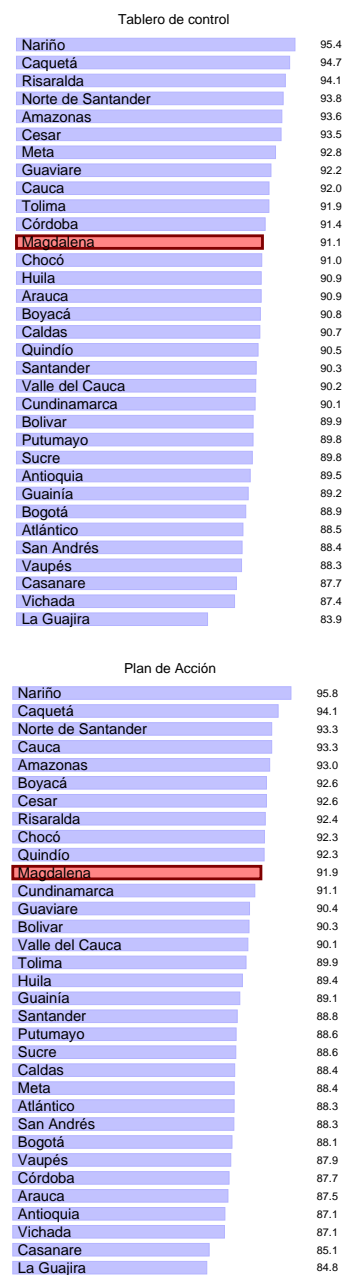 Tablero de control
Nariño 95.4
Caquetá 94.7
Risaralda 94.1
Norte de Santander 93.8
Amazonas 93.6
Cesar 93.5
Meta 92.8
Guaviare 92.2
Cauca 92.0
Tolima 91.9
Córdoba 91.4
Magdalena 91.1
Chocó 91.0
Huila 90.9
Arauca 90.9
Boyacá 90.8
Caldas 90.7
Quindío 90.5
Santander 90.3
Valle del Cauca 90.2
Cundinamarca 90.1
Bolivar 89.9
Putumayo 89.8
Sucre 89.8
Antioquia 89.5
Guainía 89.2
Bogotá 88.9
Atlántico 88.5
San Andrés 88.4
Vaupés 88.3
Casanare 87.7
Vichada 87.4
La Guajira 83.9
Plan de Acción
Nariño 95.8
Caquetá 94.1
Norte de Santander 93.3
Cauca 93.3
Amazonas 93.0
Boyacá 92.6
Cesar 92.6
Risaralda 92.4
Chocó 92.3
Quindío 92.3
Magdalena 91.9
Cundinamarca 91.1
Guaviare 90.4
Bolivar 90.3
Valle del Cauca 90.1
Tolima 89.9
Huila 89.4
Guainía 89.1
Santander 88.8
Putumayo 88.6
Sucre 88.6
Caldas 88.4
Meta 88.4
Atlántico 88.3
San Andrés 88.3
Bogotá 88.1
Vaupés 87.9
Córdoba 87.7
Arauca 87.5
Antioquia 87.1
Vichada 87.1
Casanare 85.1
La Guajira 84.8